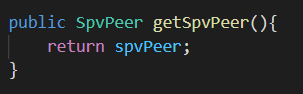 public SpvPeer getSpvPeer(){
    return spvPeer;
}